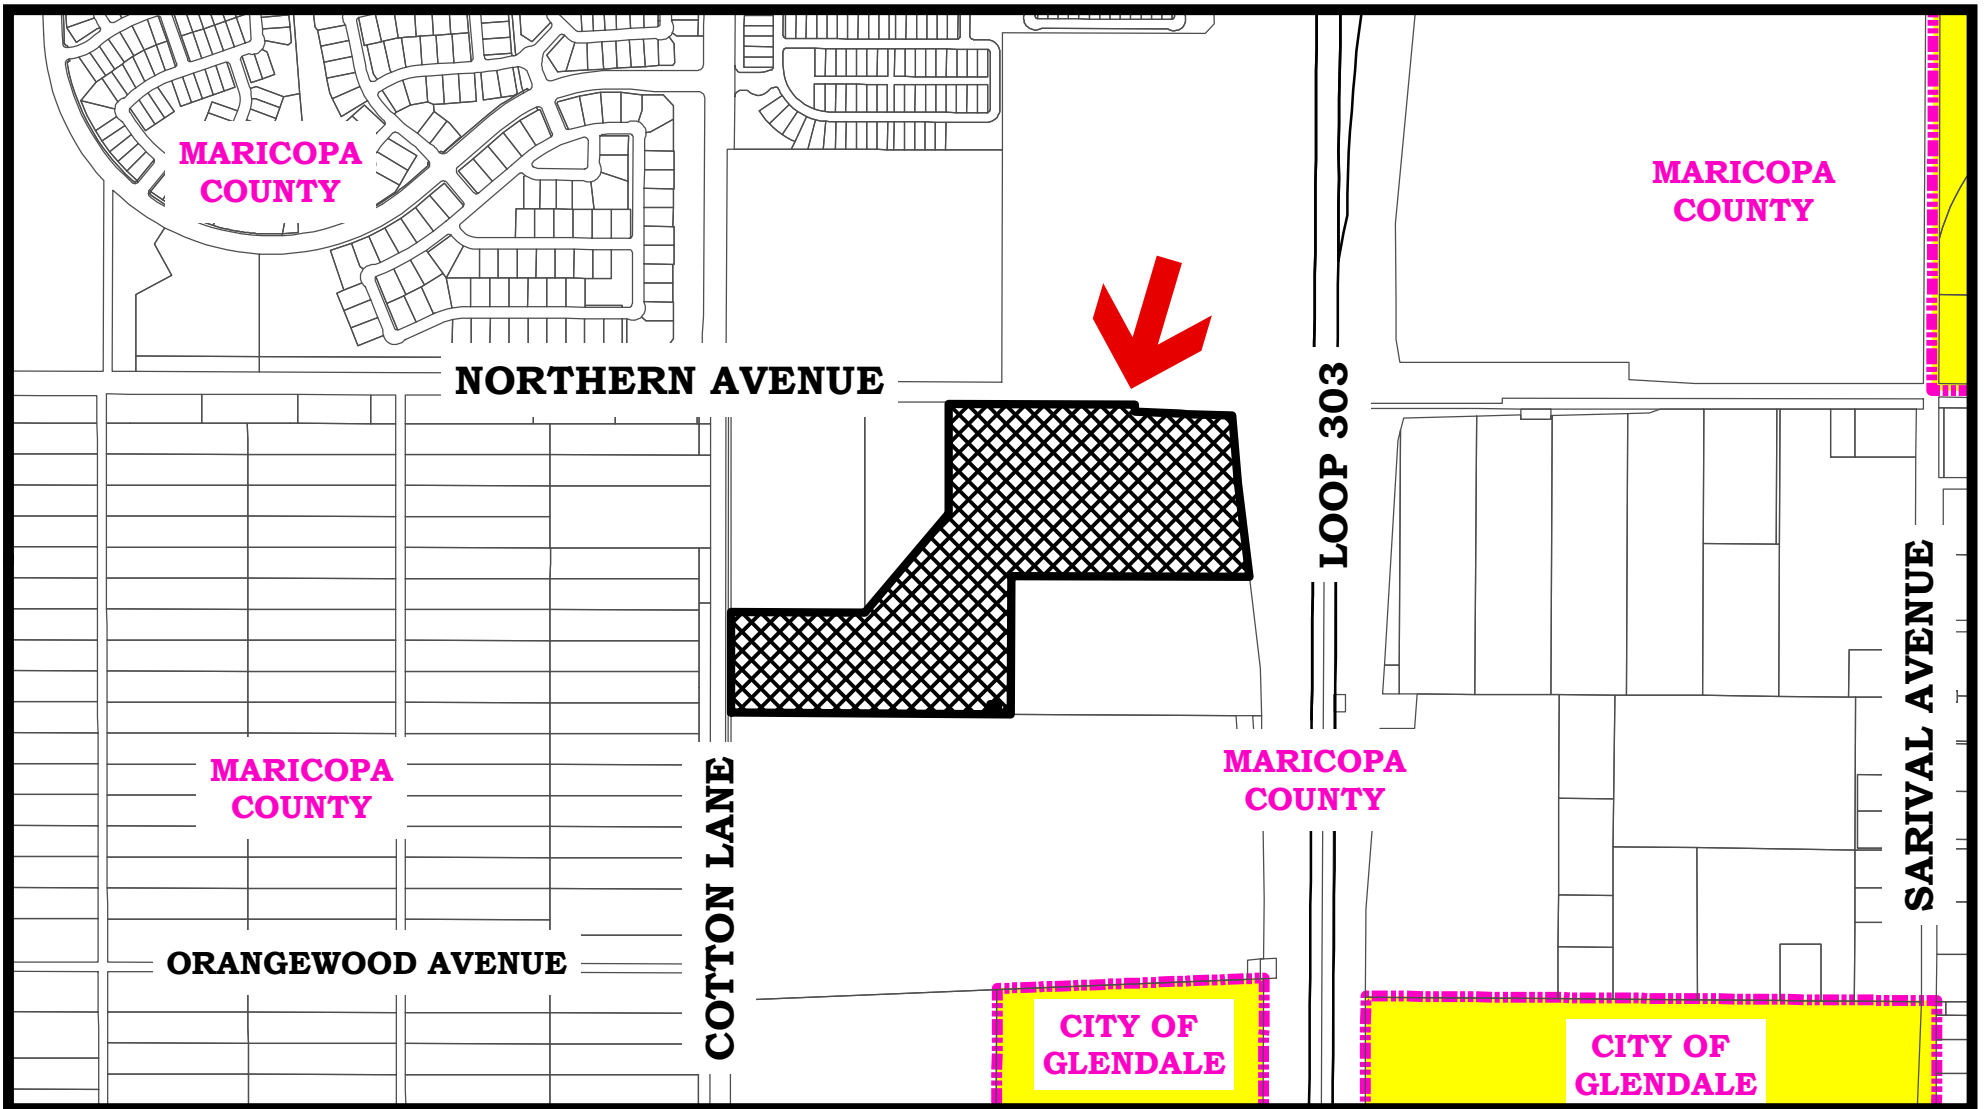 MARICOPA
COUNTY
MARICOPA
COUNTY
NORTHERN AVENUE
LOOP 303
SARIVAL AVENUE
MARICOPA
COUNTY
COTTON LANE
MARICOPA
COUNTY
ORANGEWOOD AVENUE
CITY OF
GLENDALE
CITY OF
GLENDALE